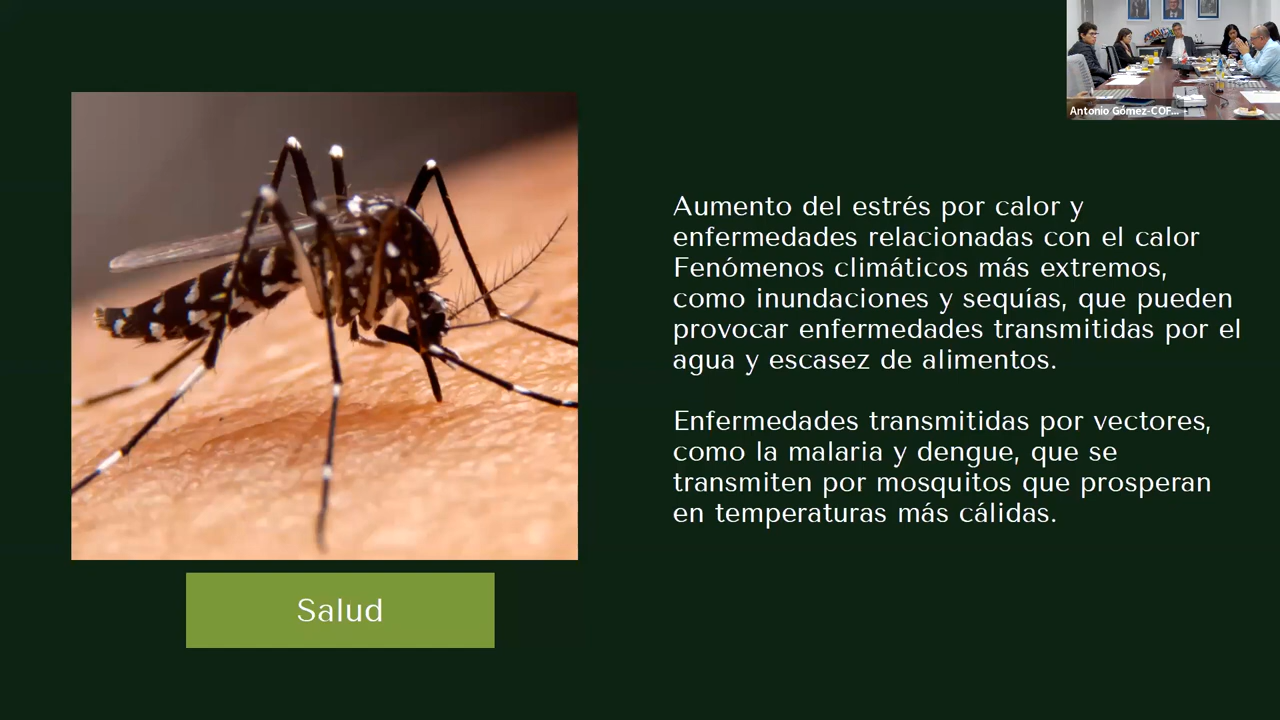 Antonio Gómez-COF...
Aumento del estrés por calor y
enfermedades relacionadas con el calor
Fenómenos climáticos más extremos,
como inundaciones y sequías, que pueden
provocar enfermedades transmitidas por el
agua y escasez de alimentos.
Enfermedades transmitidas por vectores,
como la malaria y dengue, que se
transmiten por mosquitos que prosperan
en temperaturas más cálidas.
Salud